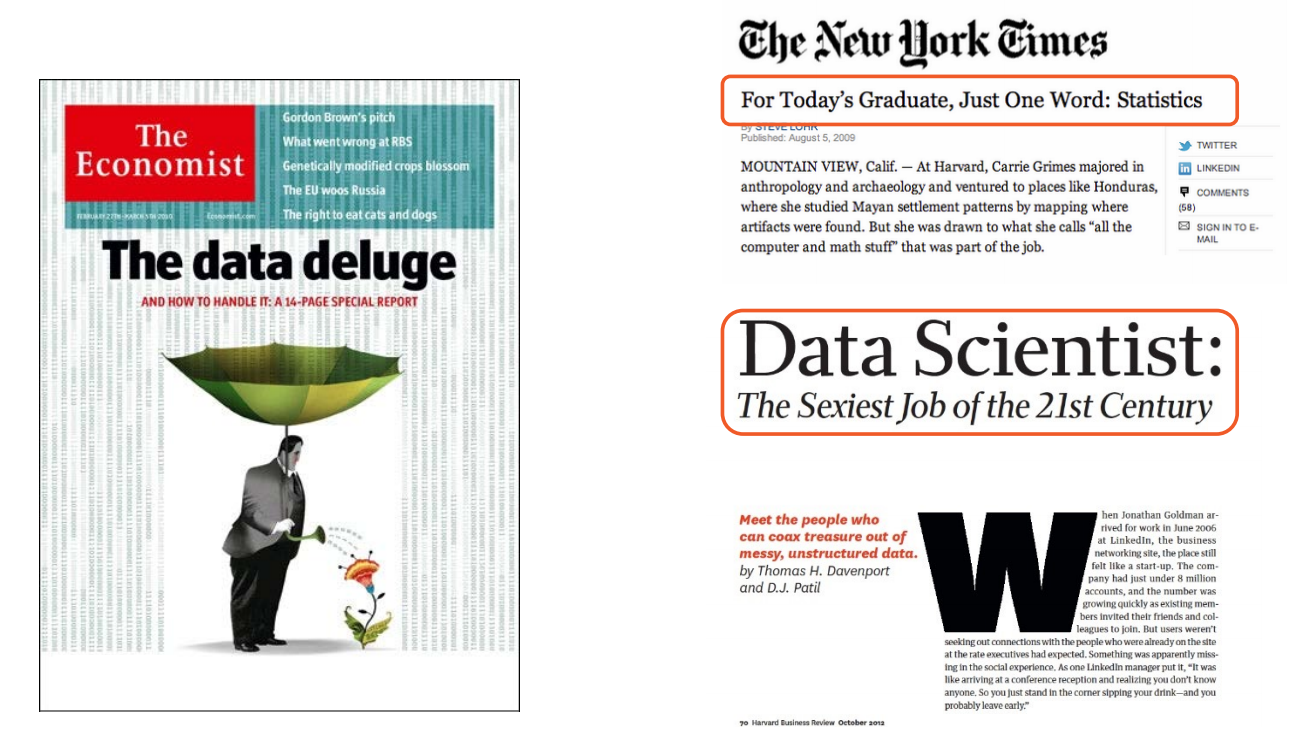 The
Economist
FEBRUARY 27TH–MARCH 5TH 2010
Economist.com
Gordon Brown's pitch
What went wrong at RBS
Genetically modified crops blossom
The EU woos Russia
The right to eat cats and dogs
The data deluge
AND HOW TO HANDLE IT: A 14-PAGE SPECIAL REPORT
The New York Times
For Today's Graduate, Just One Word: Statistics
By STEVE LOHR
Published: August 5, 2009
MOUNTAIN VIEW, Calif. — At Harvard, Carrie Grimes majored in
anthropology and archaeology and ventured to places like Honduras,
where she studied Mayan settlement patterns by mapping where
artifacts were found. But she was drawn to what she calls “all the
computer and math stuff” that was part of the job.
TWITTER
LINKEDIN
COMMENTS
(58)
SIGN IN TO E-
MAIL
Data Scientist:
The Sexiest Job of the 21st Century
Meet the people who
can coax treasure out of
messy, unstructured data.
by Thomas H. Davenport
and D.J. Patil
When Jonathan Goldman ar-
rived for work in June 2006
at LinkedIn, the business
networking site, the place still
felt like a start-up. The com-
pany had just under 8 million
accounts, and the number was
growing quickly as existing mem-
bers invited their friends and col-
leagues to join. But users weren't
seeking out connections with the people who were already on the site
at the rate executives had expected. Something was apparently miss-
ing in the social experience. As one LinkedIn manager put it, “It was
like arriving at a conference reception and realizing you don't know
anyone. So you just stand in the corner sipping your drink—and you
probably leave early.”
70 Harvard Business Review October 2012